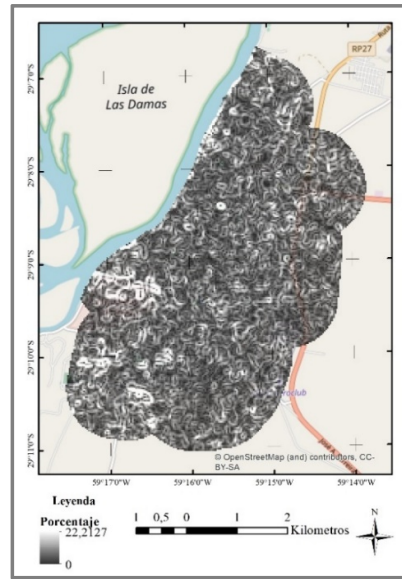 Isla de
Las Damas
RP27
29°7'0"S
29°8'0"S
29°9'0"S
29°10'0"S
29°11'0"S
© OpenStreetMap (and) contributors, CC-
BY-SA
59°17'0"W
59°16'0"W
59°15'0"W
59°14'0"W
Leyenda
Porcentaje
22,2127
0
1 0,5 0 1 2
Kilometros
N